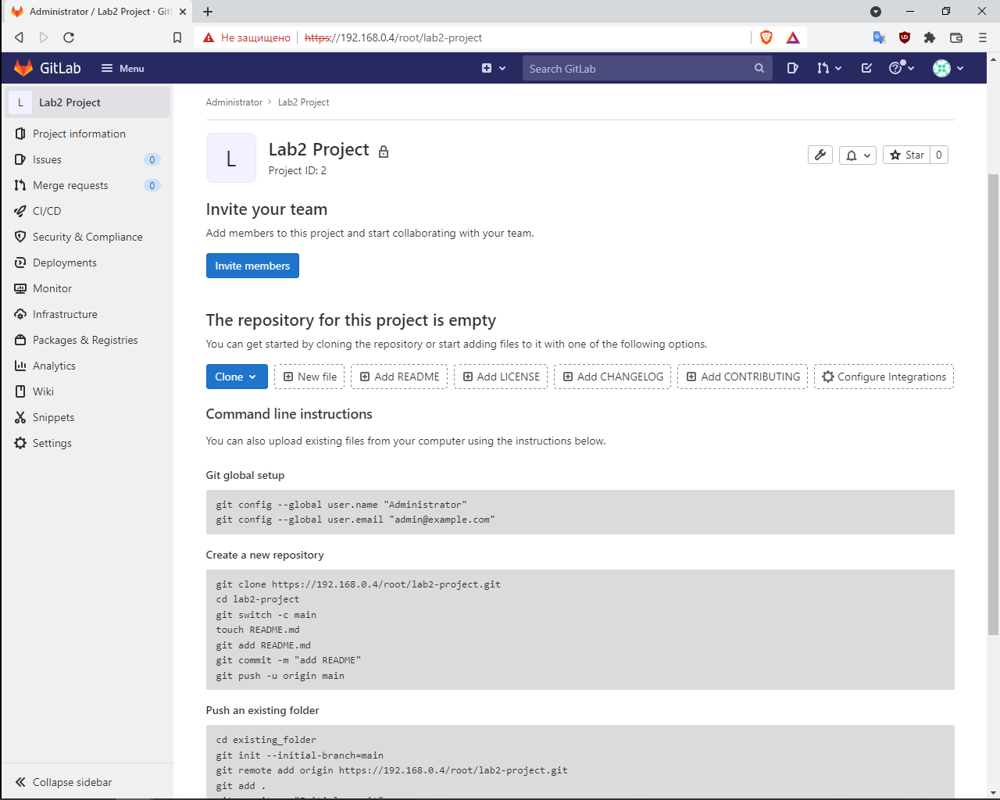 Administrator / Lab2 Project · Git
Не защищено https://192.168.0.4/root/lab2-project
GitLab Menu Search GitLab
L Lab2 Project
Project information
Issues 0
Merge requests 0
CI/CD
Security & Compliance
Deployments
Monitor
Infrastructure
Packages & Registries
Analytics
Wiki
Snippets
Settings
Collapse sidebar
Administrator Lab2 Project
L
Lab2 Project
Project ID: 2
Star 0
Invite your team
Add members to this project and start collaborating with your team.
Invite members
The repository for this project is empty
You can get started by cloning the repository or start adding files to it with one of the following options.
Clone New file Add README Add LICENSE Add CHANGELOG Add CONTRIBUTING Configure Integrations
Command line instructions
You can also upload existing files from your computer using the instructions below.
Git global setup
git config --global user.name "Administrator"
git config --global user.email "admin@example.com"
Create a new repository
git clone https://192.168.0.4/root/lab2-project.git
cd lab2-project
git switch -c main
touch README.md
git add README.md
git commit -m "add README"
git push -u origin main
Push an existing folder
cd existing_folder
git init --initial-branch=main
git remote add origin https://192.168.0.4/root/lab2-project.git
git add .